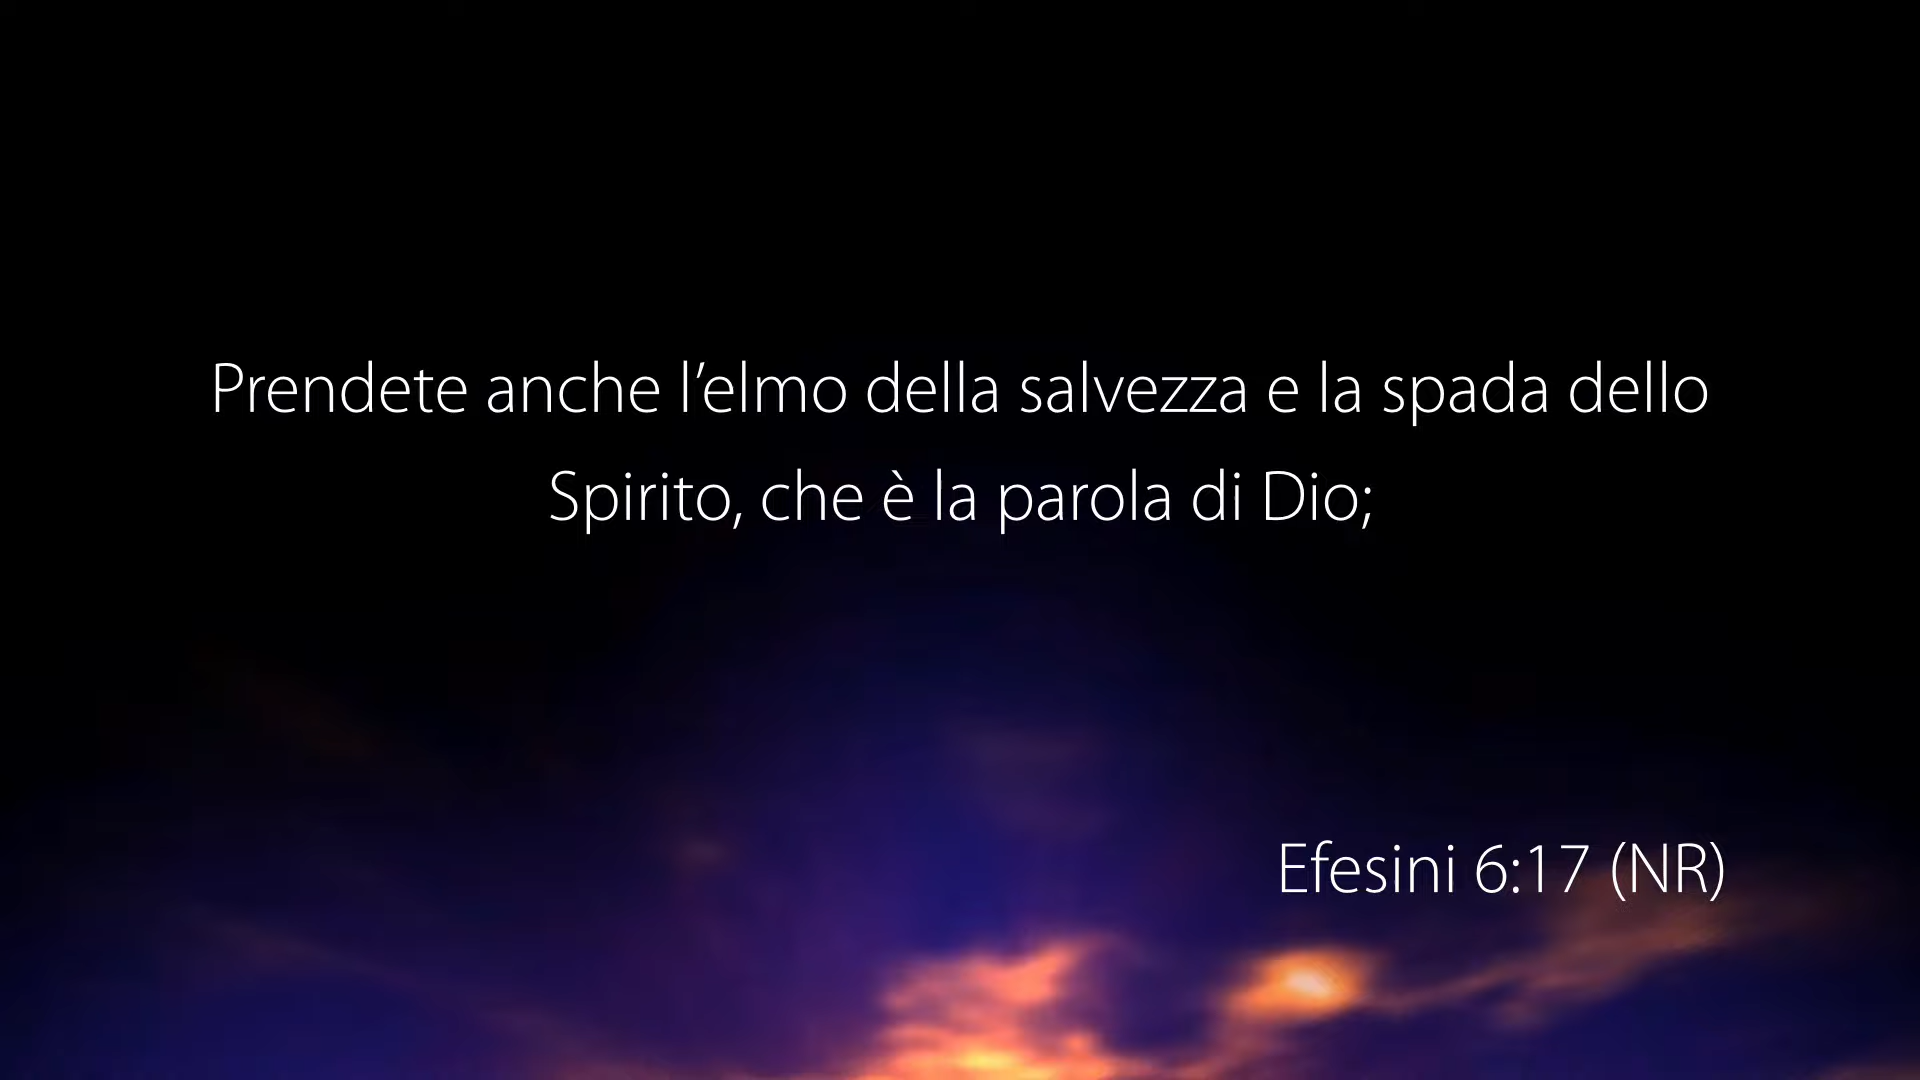 Prendete anche l’elmo della salvezza e la spada dello
Spirito, che è la parola di Dio;
Efesini 6:17 (NR)